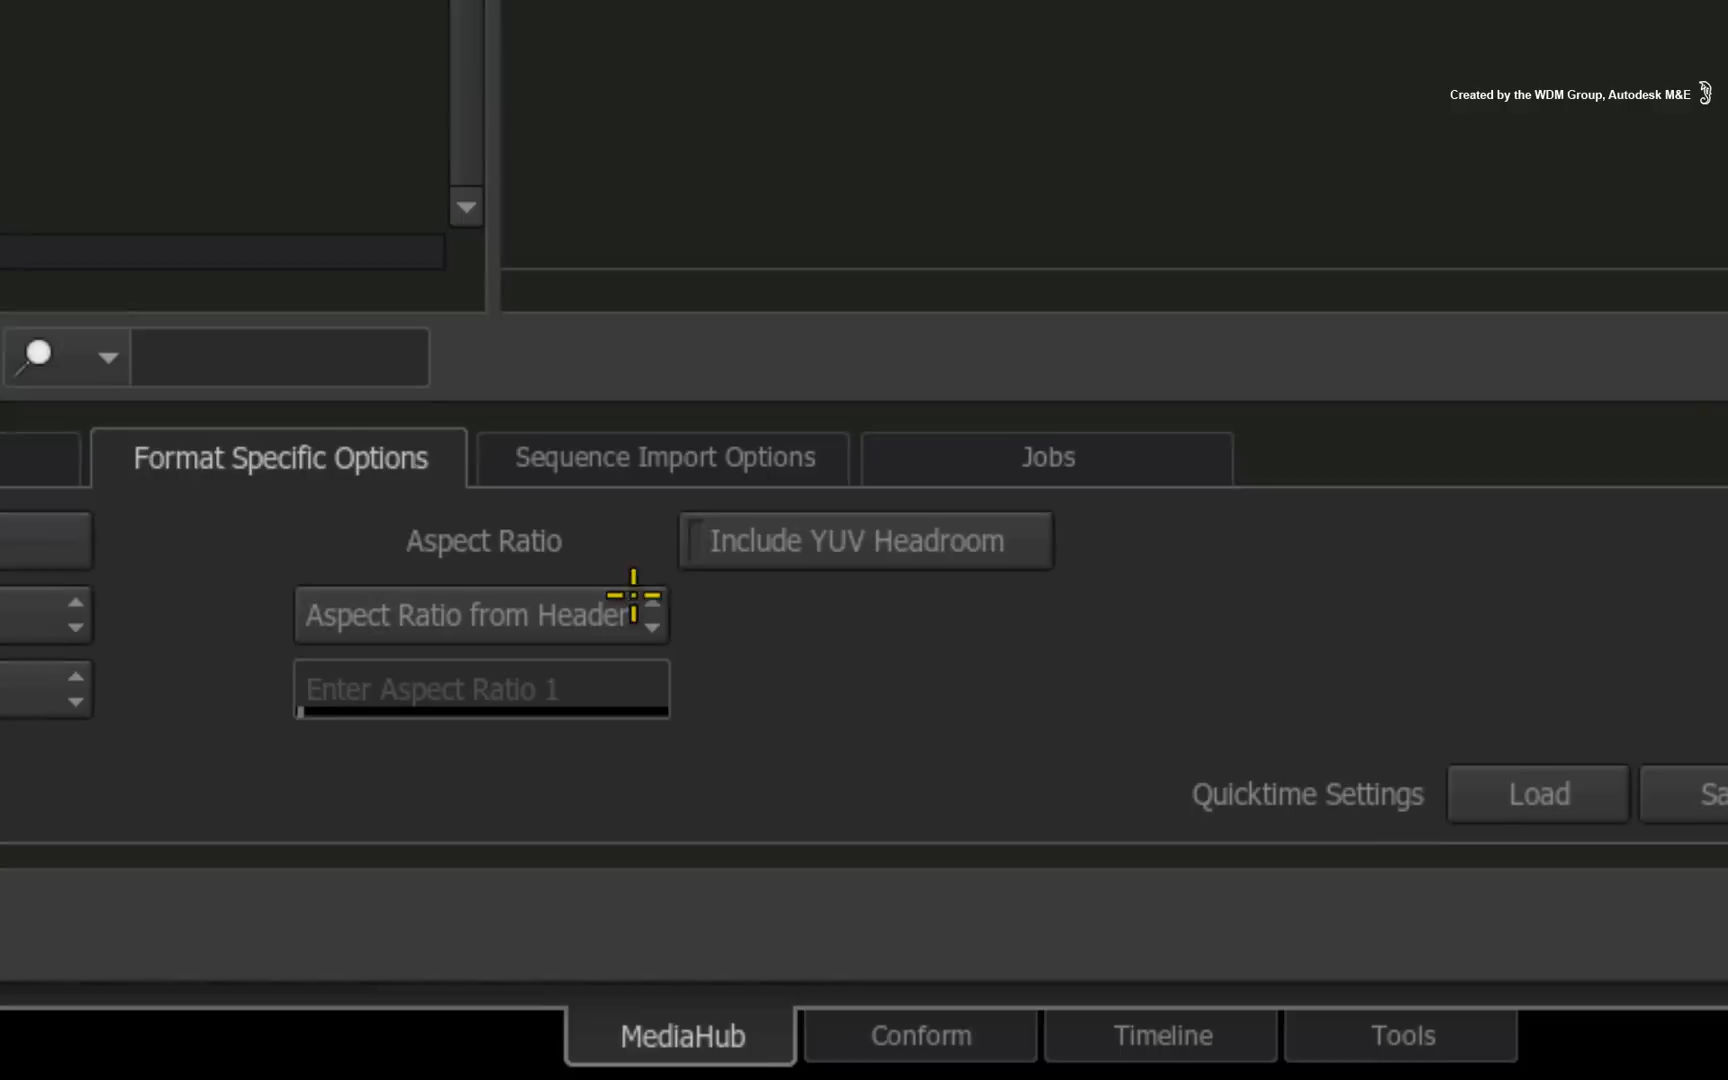 Created by the WDM Group, Autodesk M&E
Format Specific Options
Sequence Import Options
Jobs
Aspect Ratio
Include YUV Headroom
Aspect Ratio from Header
Enter Aspect Ratio 1
Quicktime Settings
Load
Sa
MediaHub
Conform
Timeline
Tools